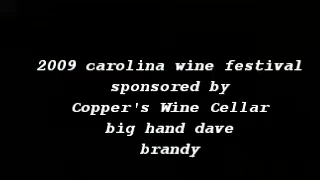 2009 carolina wine festival
sponsored by
Copper's Wine Cellar
big hand dave
brandy